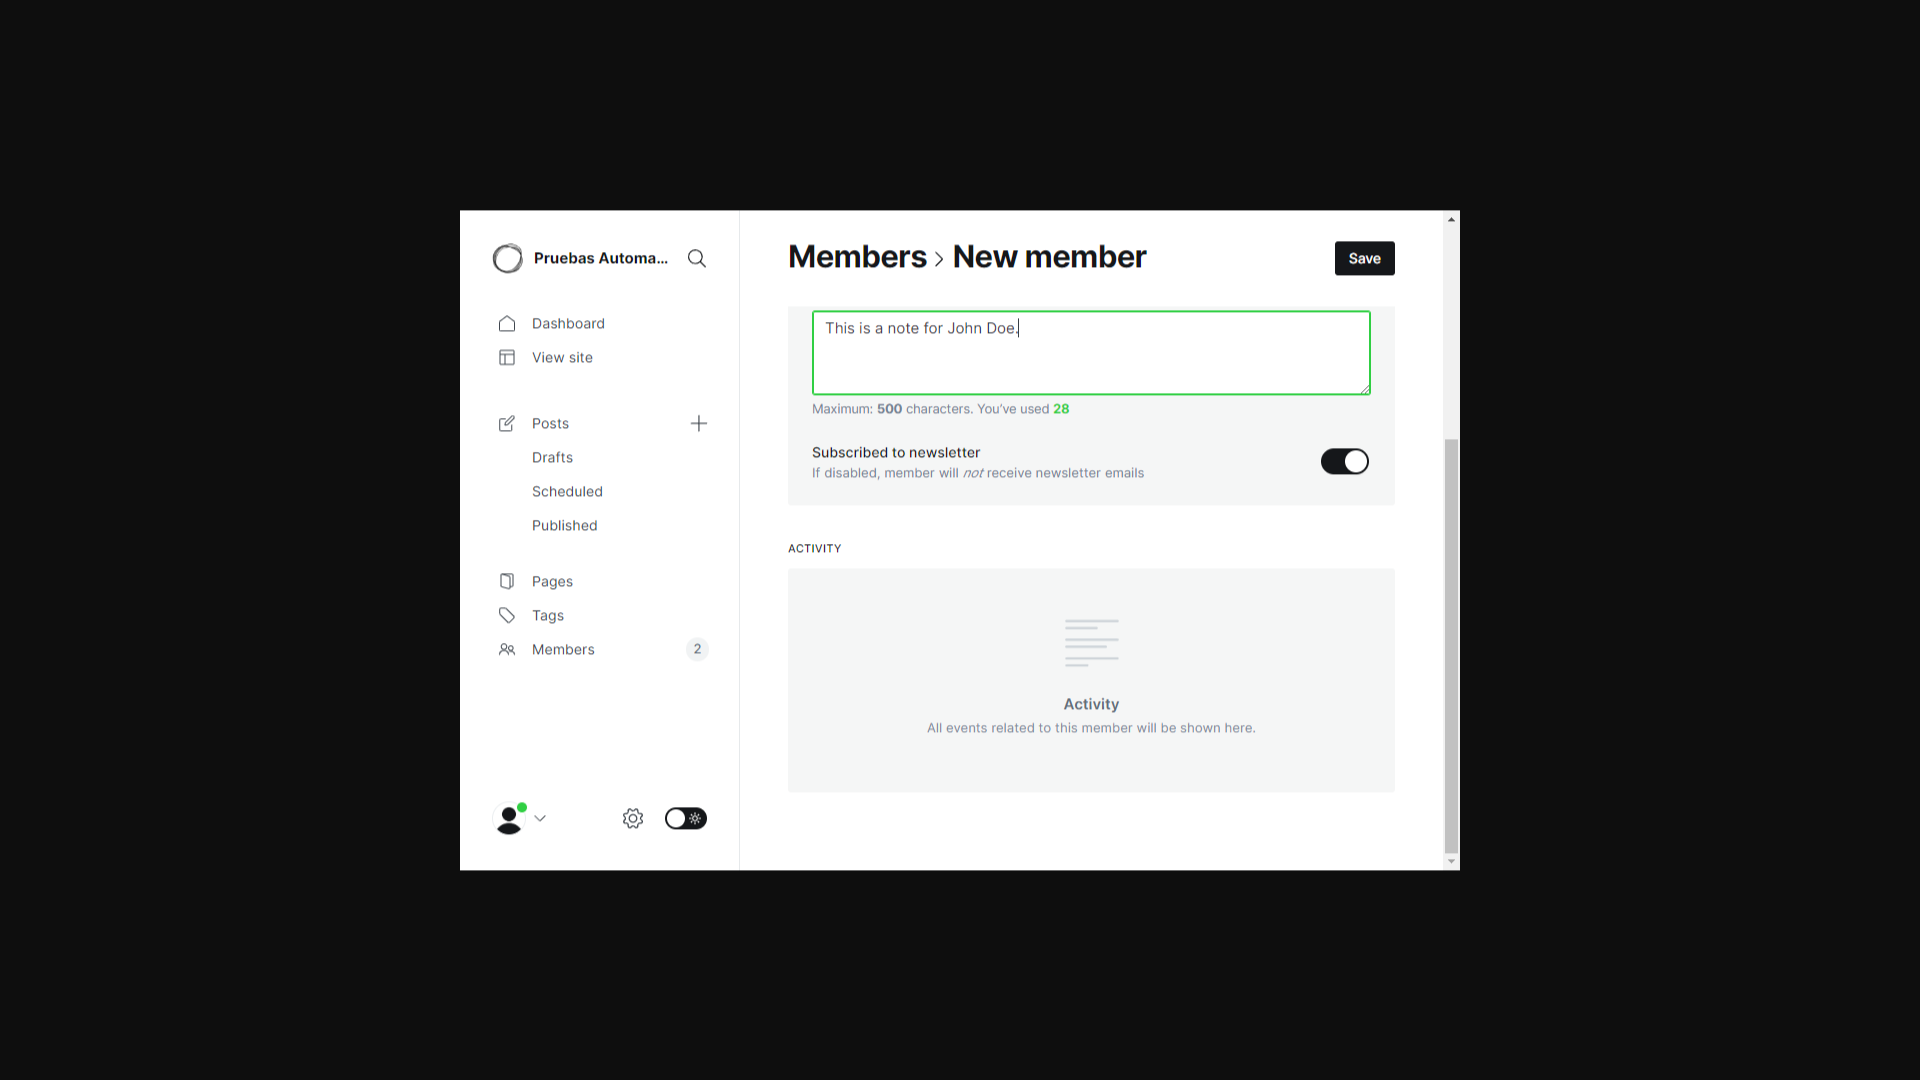 Pruebas Automa...
Dashboard
View site
Posts
Drafts
Scheduled
Published
Pages
Tags
Members 2
Members > New member
Save
This is a note for John Doe.
Maximum: 500 characters. You've used 28
Subscribed to newsletter
If disabled, member will not receive newsletter emails
ACTIVITY
Activity
All events related to this member will be shown here.